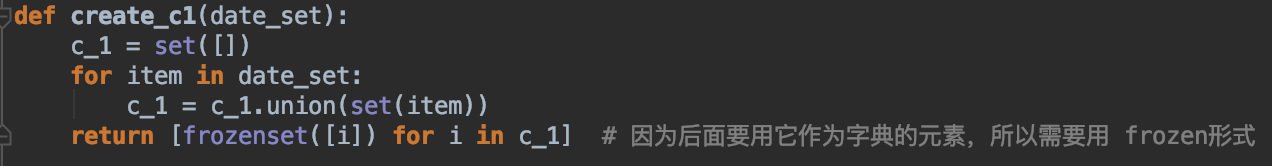 def create_c1(date_set):
    c_1 = set([])
    for item in date_set:
        c_1 = c_1.union(set(item))
    return [frozenset([i]) for i in c_1]  # 因为后面要用它作为字典的元素，所以需要用 frozen形式